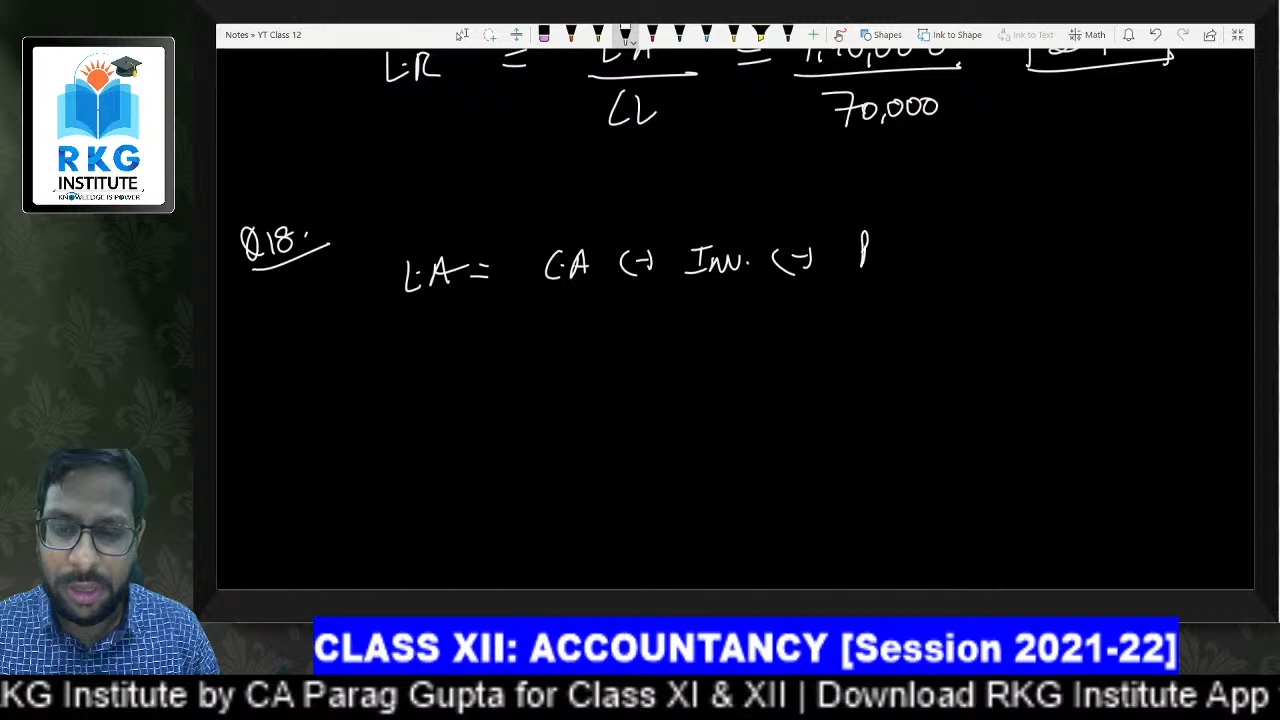 Notes » YT Class 12
Shapes Ink to Shape Ink to Text Math
L.R = LA =
CL 70,000
RKG
INSTITUTE
KNOWLEDGE IS POWER
Q18.
L.A = C.A (-) Inv. (-) P
CLASS XII: ACCOUNTANCY [Session 2021-22]
KG Institute by CA Parag Gupta for Class XI & XII | Download RKG Institute App